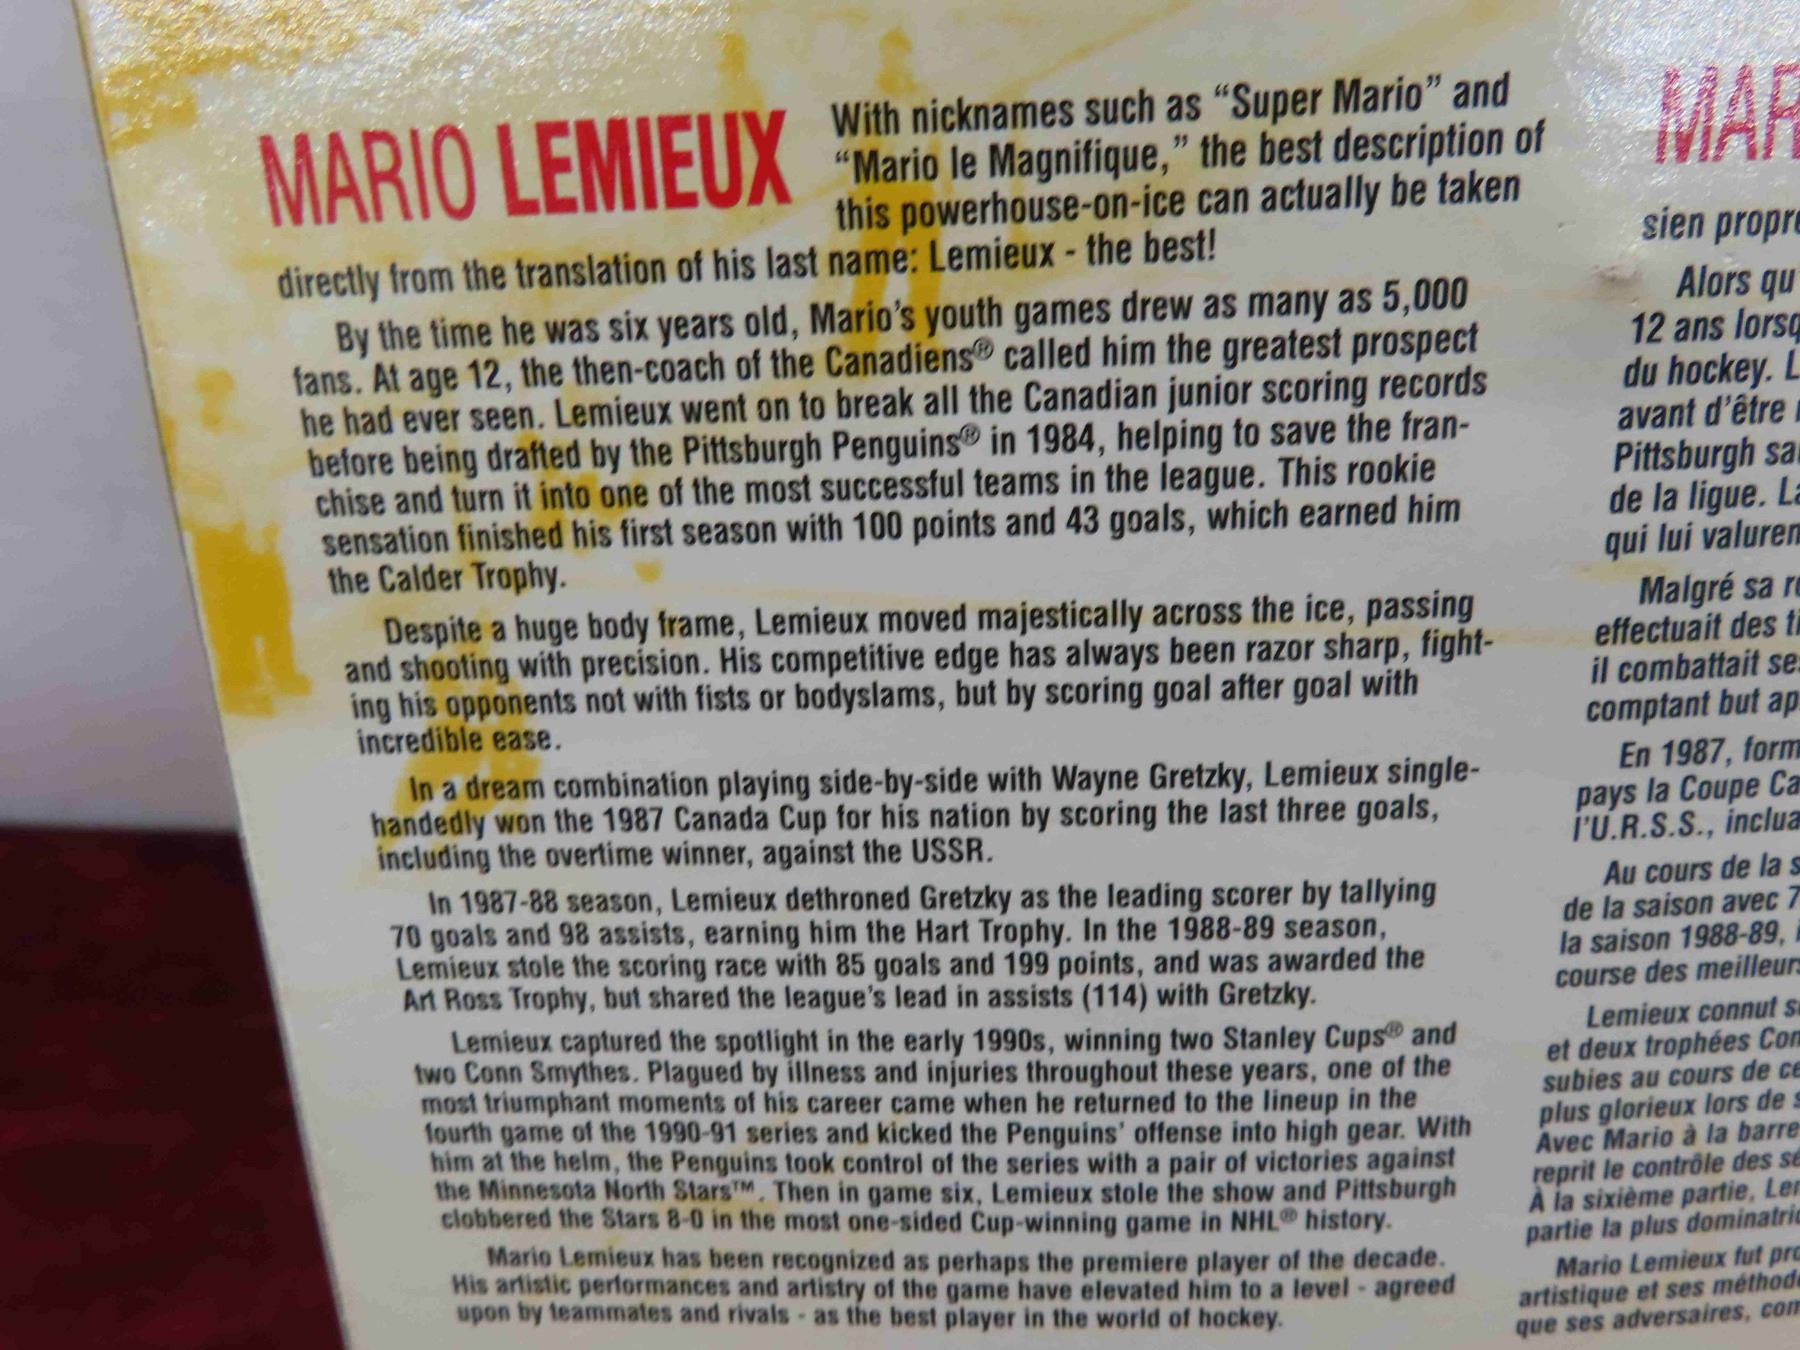 MARIO LEMIEUX
With nicknames such as “Super Mario” and
“Mario le Magnifique,” the best description of
this powerhouse-on-ice can actually be taken
directly from the translation of his last name: Lemieux - the best!
By the time he was six years old, Mario’s youth games drew as many as 5,000
fans. At age 12, the then-coach of the Canadiens® called him the greatest prospect
he had ever seen. Lemieux went on to break all the Canadian junior scoring records
before being drafted by the Pittsburgh Penguins® in 1984, helping to save the fran-
chise and turn it into one of the most successful teams in the league. This rookie
sensation finished his first season with 100 points and 43 goals, which earned him
the Calder Trophy.
Despite a huge body frame, Lemieux moved majestically across the ice, passing
and shooting with precision. His competitive edge has always been razor sharp, fight-
ing his opponents not with fists or bodyslams, but by scoring goal after goal with
incredible ease.
In a dream combination playing side-by-side with Wayne Gretzky, Lemieux single-
handedly won the 1987 Canada Cup for his nation by scoring the last three goals,
including the overtime winner, against the USSR.
In 1987-88 season, Lemieux dethroned Gretzky as the leading scorer by tallying
70 goals and 98 assists, earning him the Hart Trophy. In the 1988-89 season,
Lemieux stole the scoring race with 85 goals and 199 points, and was awarded the
Art Ross Trophy, but shared the league’s lead in assists (114) with Gretzky.
Lemieux captured the spotlight in the early 1990s, winning two Stanley Cups® and
two Conn Smythes. Plagued by illness and injuries throughout these years, one of the
most triumphant moments of his career came when he returned to the lineup in the
fourth game of the 1990-91 series and kicked the Penguins’ offense into high gear. With
him at the helm, the Penguins took control of the series with a pair of victories against
the Minnesota North Stars™. Then in game six, Lemieux stole the show and Pittsburgh
clobbered the Stars 8-0 in the most one-sided Cup-winning game in NHL® history.
Mario Lemieux has been recognized as perhaps the premiere player of the decade.
His artistic performances and artistry of the game have elevated him to a level - agreed
upon by teammates and rivals - as the best player in the world of hockey.
MAR
sien propre
Alors qu’
12 ans lorsq
du hockey. L
avant d’être
Pittsburgh sa
de la ligue. La
qui lui valuren
Malgré sa
effectuait des
il combattait se
comptant but ap
En 1987, form
pays la Coupe Ca
l’U.R.S.S., inclua
Au cours de la s
de la saison avec 7
la saison 1988-89,
course des meilleurs
Lemieux connut
et deux trophées Con
subies au cours de ce
plus glorieux lors de s
Avec Mario à la barre
reprit le contrôle des sé
À la sixième partie, Lem
partie la plus dominatri
Mario Lemieux fut pro
artistique et ses méthode
que ses adversaires, com